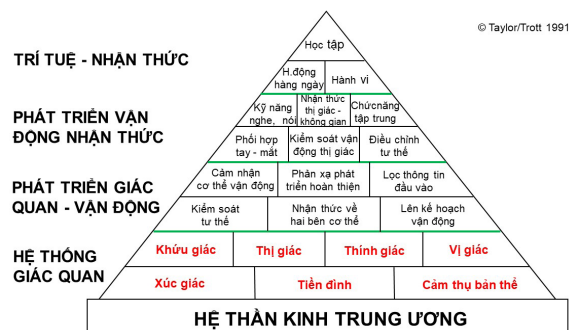 © Taylor/Trott 1991
TRÍ TUỆ - NHẬN THỨC
Học tập
H.động
hàng ngày
Hành vi
PHÁT TRIỂN VẬN
ĐỘNG NHẬN THỨC
Kỹ năng
nghe, nói
Nhận thức
thị giác -
không gian
Chứcnăng
tập trung
Phối hợp
tay - mắt
Kiểm soát vận
động thị giác
Điều chỉnh
tư thế
PHÁT TRIỂN GIÁC
QUAN - VẬN ĐỘNG
Cảm nhận
cơ thể vận động
Phản xạ phát
triển hoàn thiện
Lọc thông tin
đầu vào
Kiểm soát
tư thế
Nhận thức về
hai bên cơ thể
Lên kế hoạch
vận động
HỆ THỐNG
GIÁC QUAN
Khứu giác
Thị giác
Thính giác
Vị giác
Xúc giác
Tiền đình
Cảm thụ bản thể
HỆ THẦN KINH TRUNG ƯƠNG